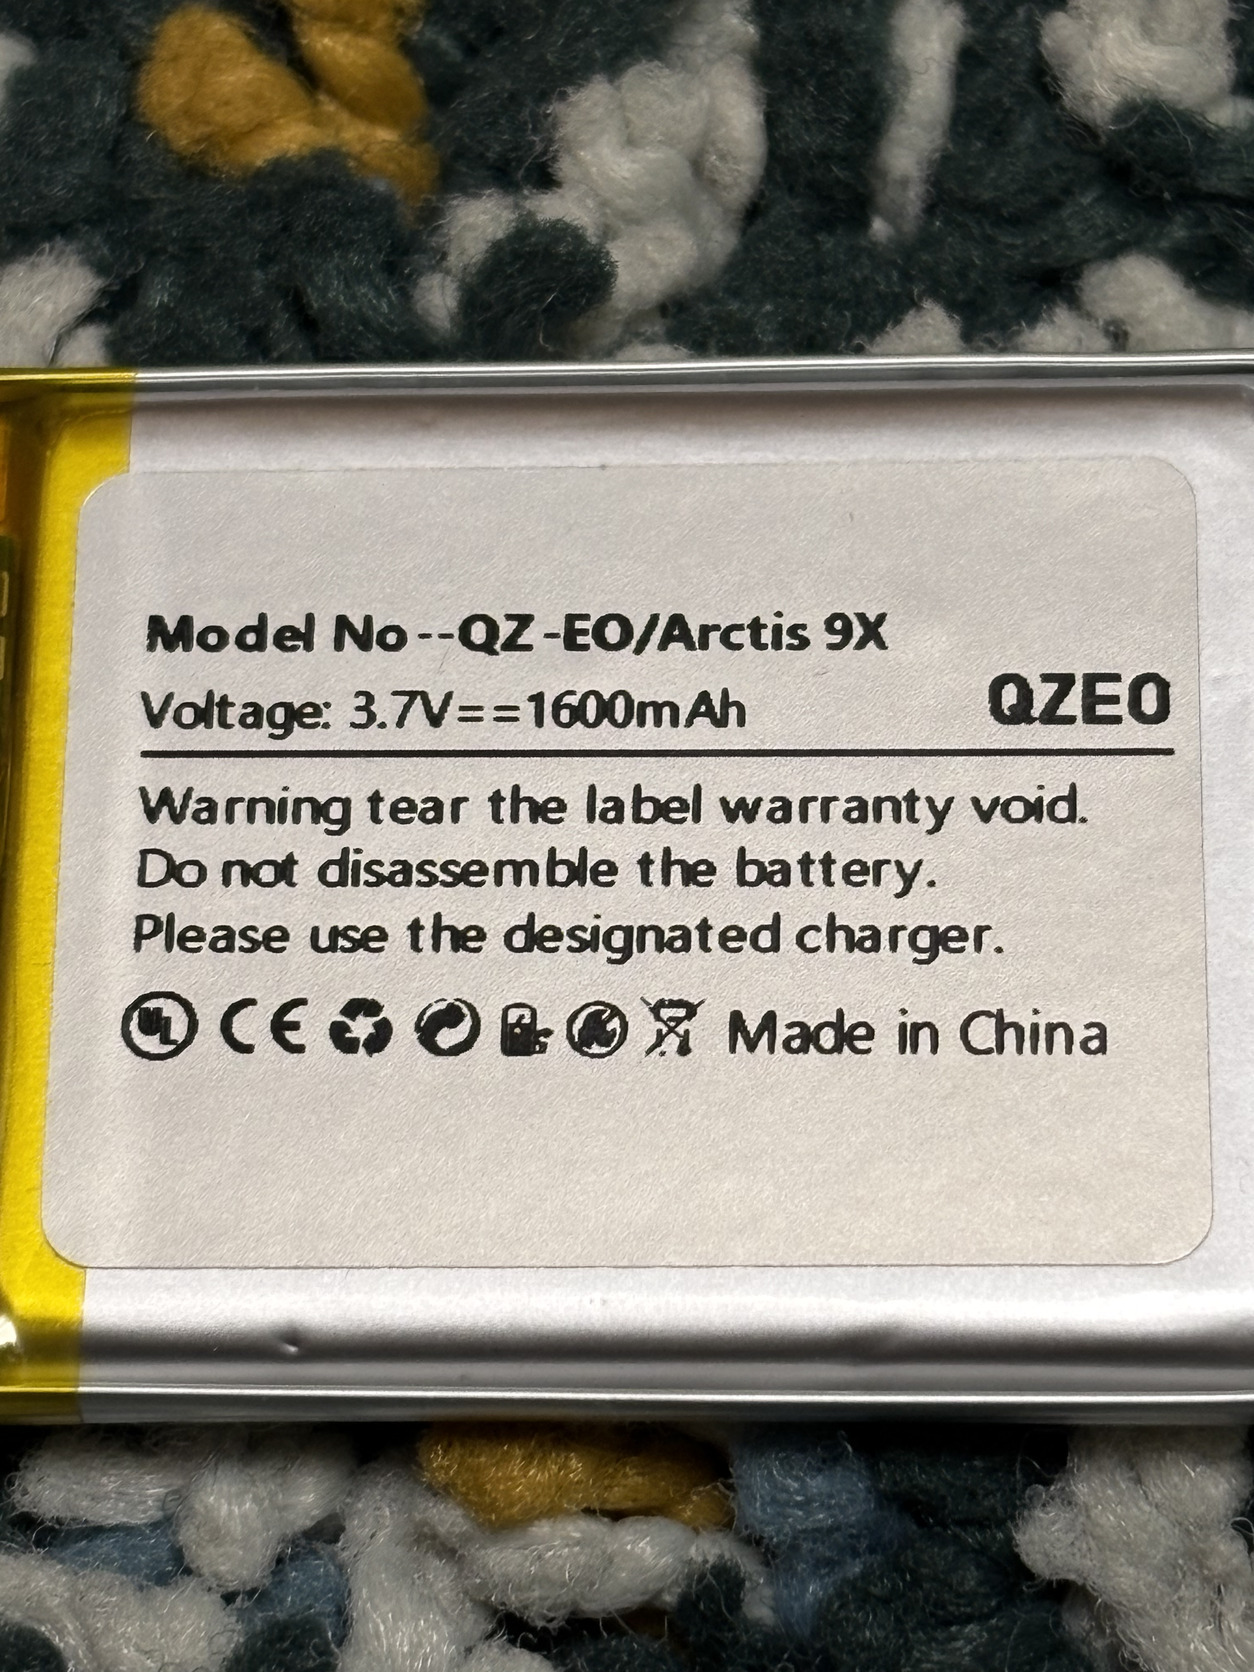 Model No--QZ-EO/Arctis 9X
Voltage: 3.7V==1600mAh
QZEO
Warning tear the label warranty void.
Do not disassemble the battery.
Please use the designated charger.
UL CE Made in China